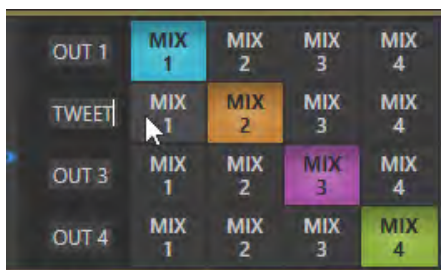 OUT 1 MIX 1 MIX 2 MIX 3 MIX 4
TWEET MIX 1 MIX 2 MIX 3 MIX 4
OUT 3 MIX 1 MIX 2 MIX 3 MIX 4
OUT 4 MIX 1 MIX 2 MIX 3 MIX 4